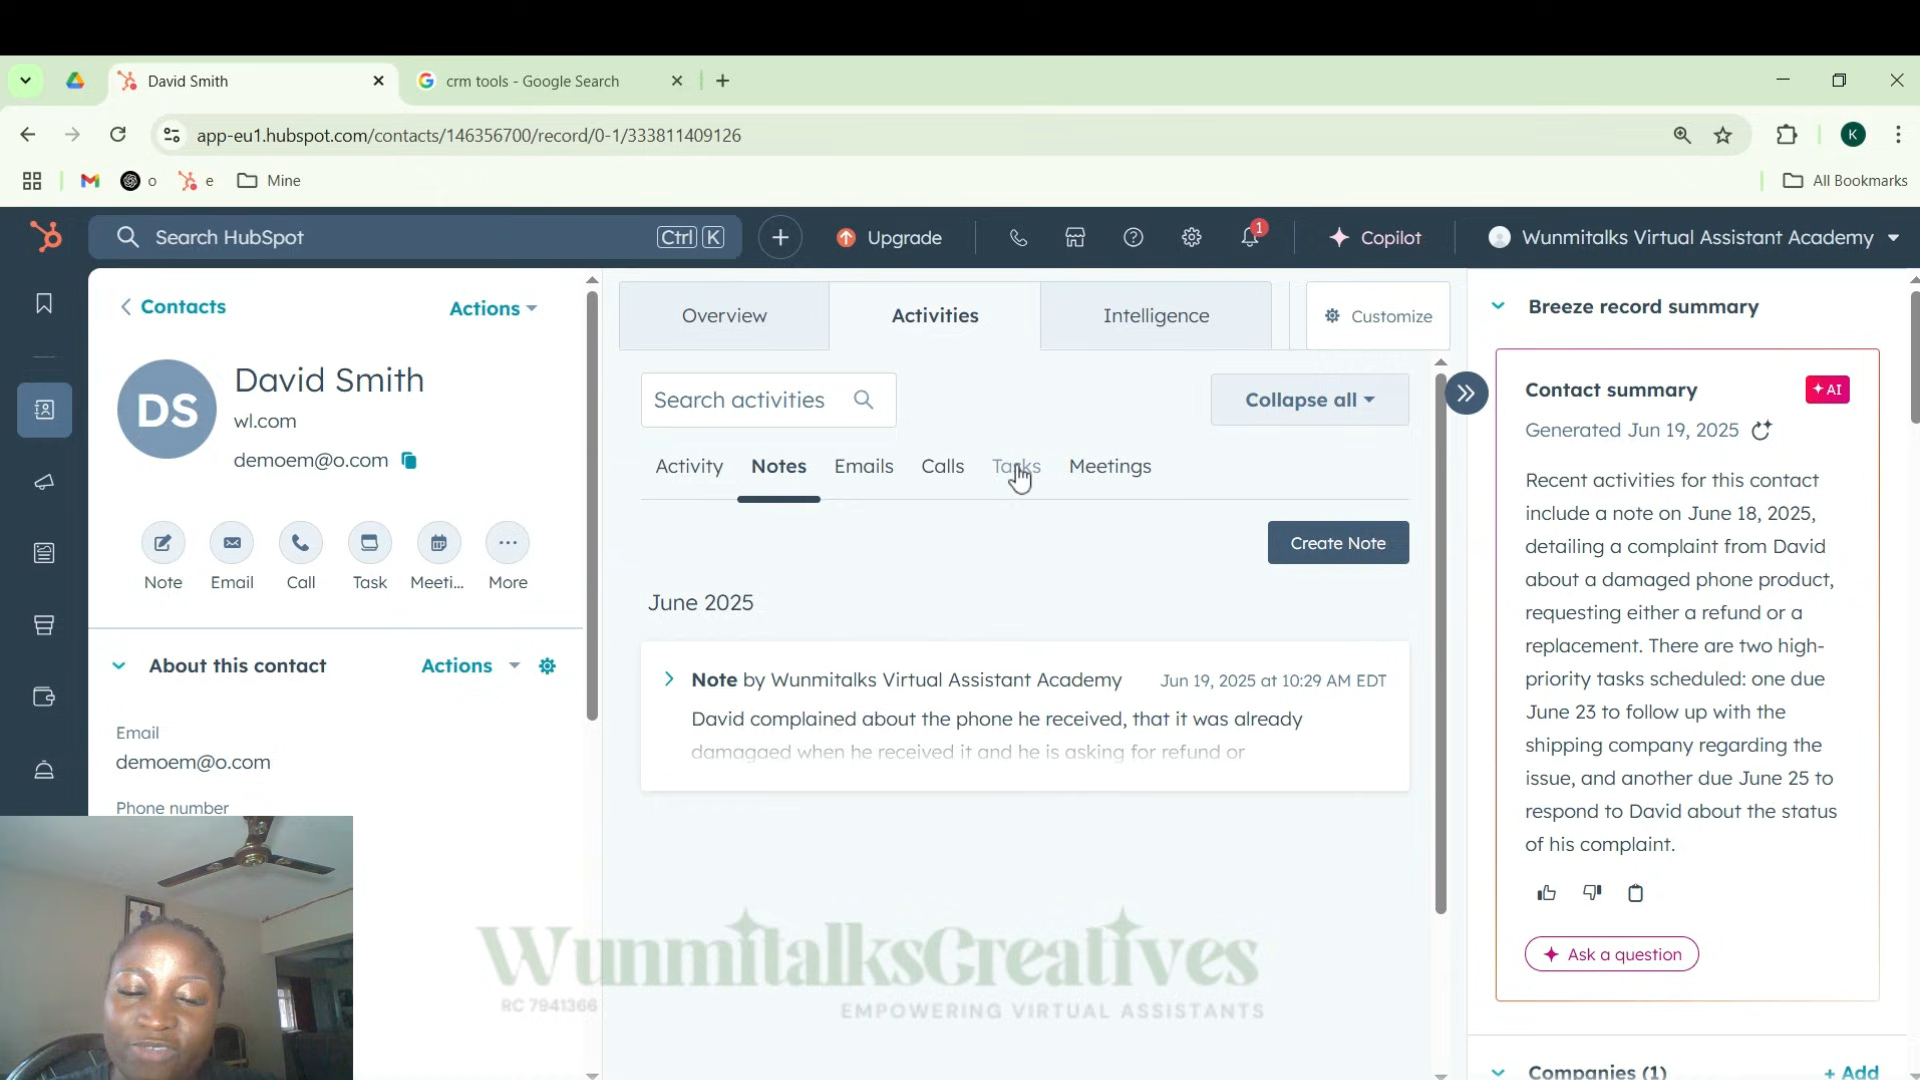 David Smith
crm tools - Google Search
app-eu1.hubspot.com/contacts/146356700/record/0-1/333811409126
K
o
e
Mine
All Bookmarks
Search HubSpot
Ctrl K
Upgrade
1
Copilot
Wunmitalks Virtual Assistant Academy
Contacts
Actions
DS
David Smith
wl.com
demoem@o.com
Note
Email
Call
Task
Meeti...
More
About this contact
Actions
Email
demoem@o.com
Phone number
Overview
Activities
Intelligence
Customize
Search activities
Collapse all
Activity
Notes
Emails
Calls
Tasks
Meetings
Create Note
June 2025
Note by Wunmitalks Virtual Assistant Academy
Jun 19, 2025 at 10:29 AM EDT
David complained about the phone he received, that it was already
damagaed when he received it and he is asking for refund or
Breeze record summary
Contact summary
AI
Generated Jun 19, 2025
Recent activities for this contact
include a note on June 18, 2025,
detailing a complaint from David
about a damaged phone product,
requesting either a refund or a
replacement. There are two high-
priority tasks scheduled: one due
June 23 to follow up with the
shipping company regarding the
issue, and another due June 25 to
respond to David about the status
of his complaint.
Ask a question
Companies (1)
+ Add
WunmitalksCreatives
RC 7941366
EMPOWERING VIRTUAL ASSISTANTS